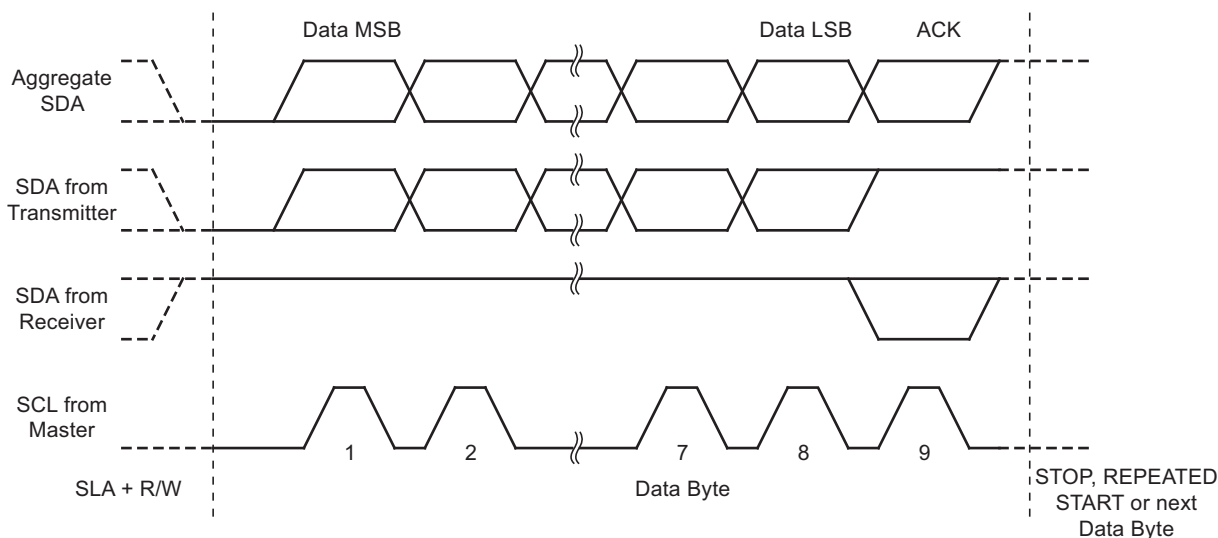 Data MSB
Data LSB
ACK
Aggregate
SDA
SDA from
Transmitter
SDA from
Receiver
SCL from
Master
1
2
7
8
9
SLA + R/W
Data Byte
STOP, REPEATED
START or next
Data Byte